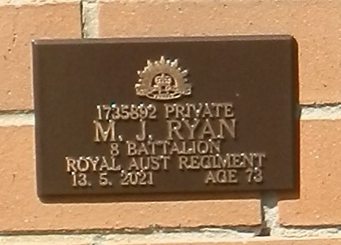 1735892 PRIVATE
M. J. RYAN
8 BATTALION
ROYAL AUST REGIMENT
13. 5. 2021 AGE 73